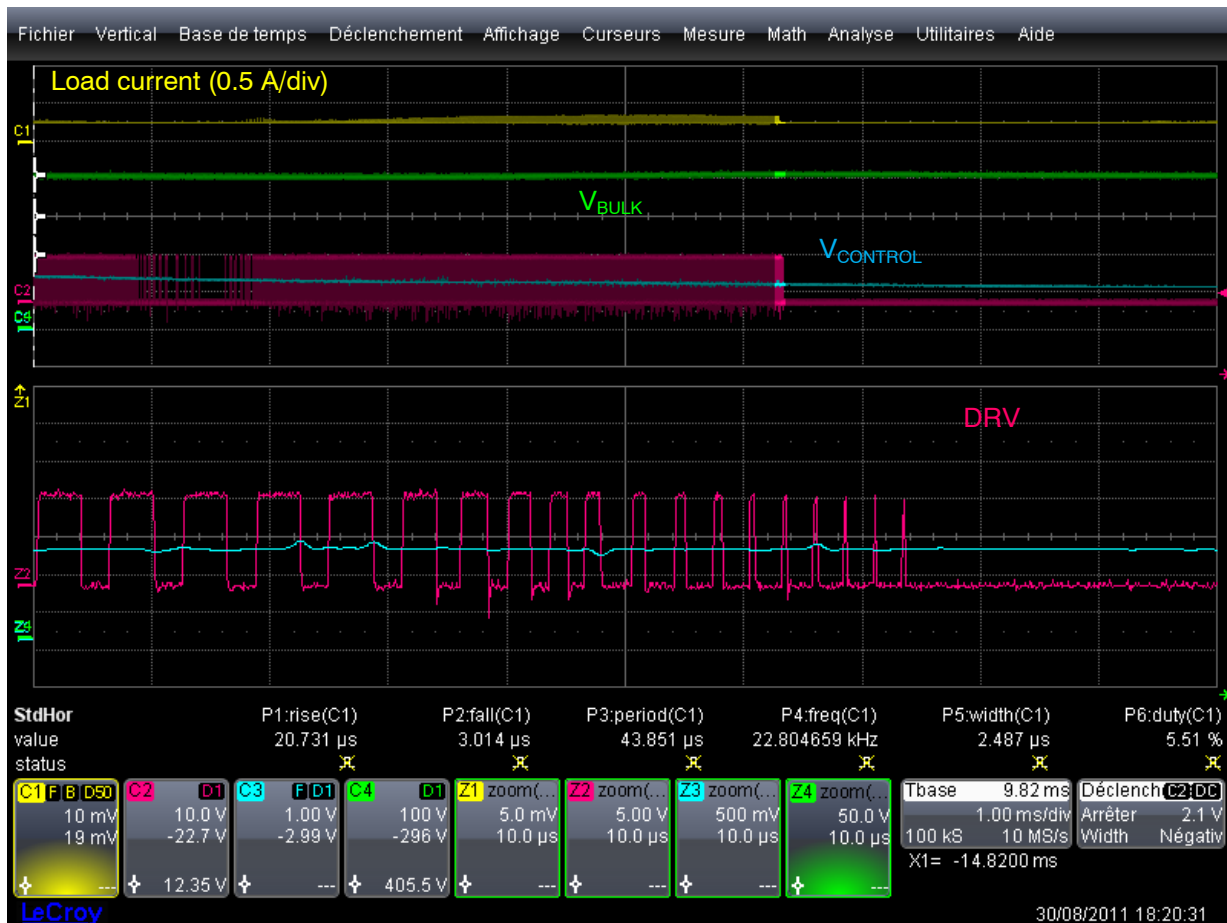 Fichier Vertical Base de temps Déclenchement Affichage Curseurs Mesure Math Analyse Utilitaires Aide
Load current (0.5 A/div)
C1
VBULK
VCONTROL
C2
C4
Z1
DRV
Z2
Z4
StdHor P1:rise(C1) P2:fall(C1) P3:period(C1) P4:freq(C1) P5:width(C1) P6:duty(C1)
value 20.731 µs 3.014 µs 43.851 µs 22.804659 kHz 2.487 µs 5.51 %
status
C1 F B D50 C2 D1 C3 F D1 C4 D1 Z1 zoom(... Z2 zoom(... Z3 zoom(... Z4 zoom(... Tbase 9.82 ms Déclench C2 DC
10 mV 10.0 V 1.00 V 100 V 5.0 mV 5.00 V 500 mV 50.0 V 1.00 ms/div Arrêter 2.1 V
19 mV -22.7 V -2.99 V -296 V 10.0 µs 10.0 µs 10.0 µs 10.0 µs 100 kS 10 MS/s Width Négativ
X1= -14.8200 ms
--- 12.35 V --- 405.5 V --- --- --- ---
LeCroy 30/08/2011 18:20:31